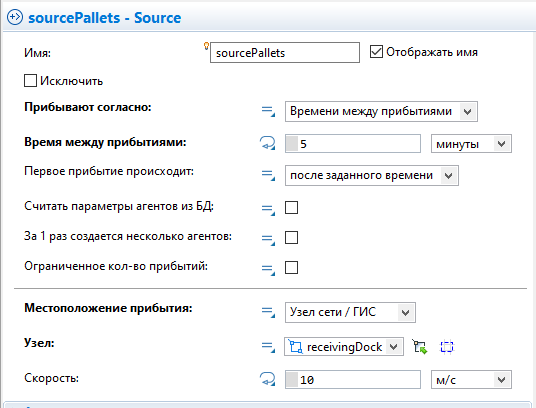 sourcePallets - Source
Имя: sourcePallets Отображать имя
Исключить
Прибывают согласно: Времени между прибытиями
Время между прибытиями: 5 минуты
Первое прибытие происходит: после заданного времени
Считать параметры агентов из БД:
За 1 раз создается несколько агентов:
Ограниченное кол-во прибытий:
Местоположение прибытия: Узел сети / ГИС
Узел: receivingDock
Скорость: 10 м/с